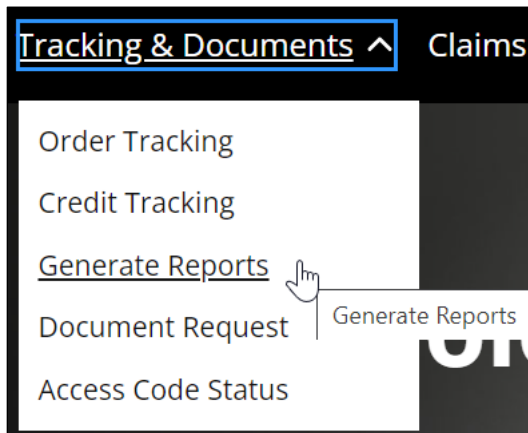 Tracking & Documents Claims
Order Tracking
Credit Tracking
Generate Reports
Generate Reports
Document Request
Access Code Status